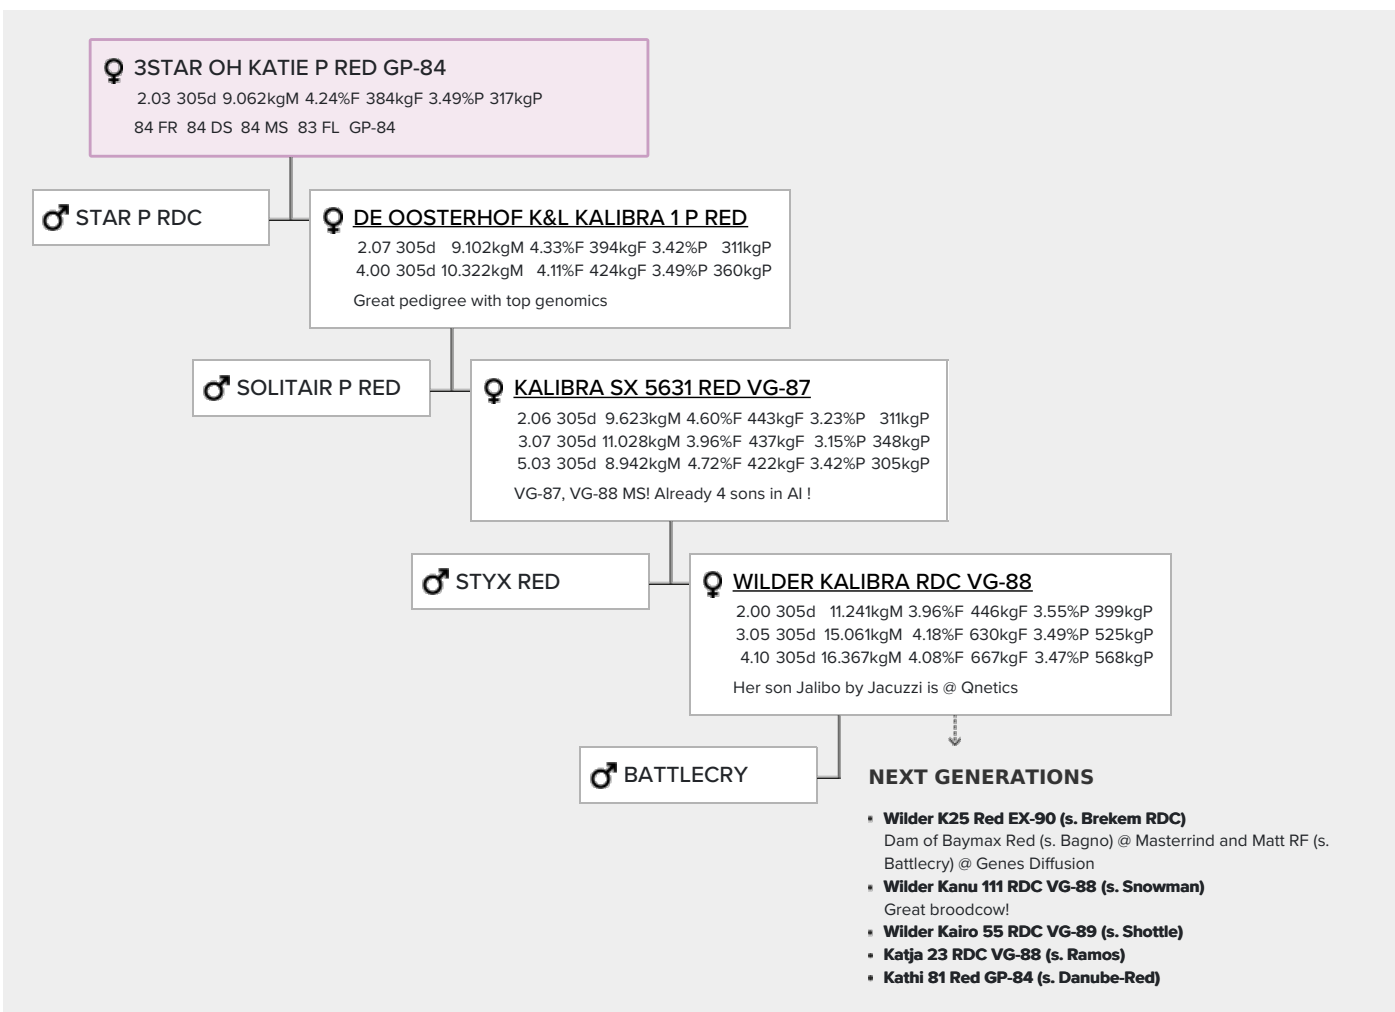 3STAR OH KATIE P RED GP-84
2.03 305d 9.062kgM 4.24%F 384kgF 3.49%P 317kgP
84 FR 84 DS 84 MS 83 FL GP-84
STAR P RDC
DE OOSTERHOF K&L KALIBRA 1 P RED
2.07 305d 9.102kgM 4.33%F 394kgF 3.42%P 311kgP
4.00 305d 10.322kgM 4.11%F 424kgF 3.49%P 360kgP
Great pedigree with top genomics
SOLITAIR P RED
KALIBRA SX 5631 RED VG-87
2.06 305d 9.623kgM 4.60%F 443kgF 3.23%P 311kgP
3.07 305d 11.028kgM 3.96%F 437kgF 3.15%P 348kgP
5.03 305d 8.942kgM 4.72%F 422kgF 3.42%P 305kgP
VG-87, VG-88 MS! Already 4 sons in AI !
STYX RED
WILDER KALIBRA RDC VG-88
2.00 305d 11.241kgM 3.96%F 446kgF 3.55%P 399kgP
3.05 305d 15.061kgM 4.18%F 630kgF 3.49%P 525kgP
4.10 305d 16.367kgM 4.08%F 667kgF 3.47%P 568kgP
Her son Jalibo by Jacuzzi is @ Qnetics
BATTLECRY
NEXT GENERATIONS
▪ Wilder K25 Red EX-90 (s. Brekem RDC)
Dam of Baymax Red (s. Bagno) @ Masterrind and Matt RF (s.
Battlecry) @ Genes Diffusion
▪ Wilder Kanu 111 RDC VG-88 (s. Snowman)
Great broodcow!
▪ Wilder Kairo 55 RDC VG-89 (s. Shottle)
▪ Katja 23 RDC VG-88 (s. Ramos)
▪ Kathi 81 Red GP-84 (s. Danube-Red)